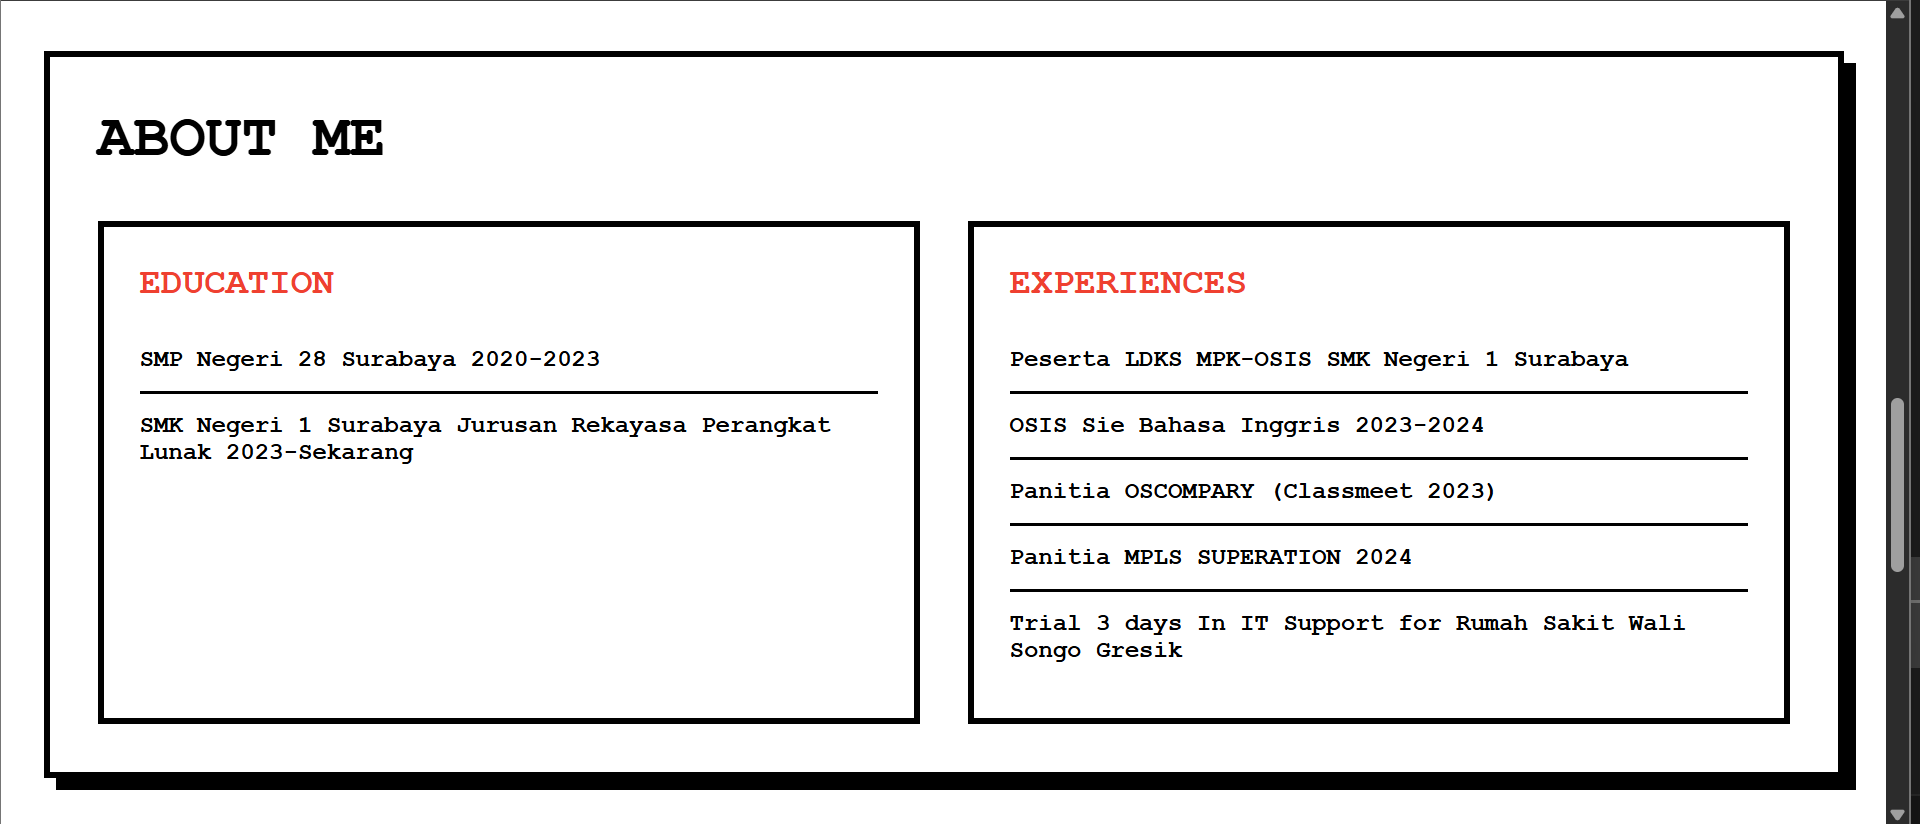 ABOUT ME
EDUCATION
SMP Negeri 28 Surabaya 2020-2023
SMK Negeri 1 Surabaya Jurusan Rekayasa Perangkat
Lunak 2023-Sekarang
EXPERIENCES
Peserta LDKS MPK-OSIS SMK Negeri 1 Surabaya
OSIS Sie Bahasa Inggris 2023-2024
Panitia OSCOMPARY (Classmeet 2023)
Panitia MPLS SUPERATION 2024
Trial 3 days In IT Support for Rumah Sakit Wali
Songo Gresik